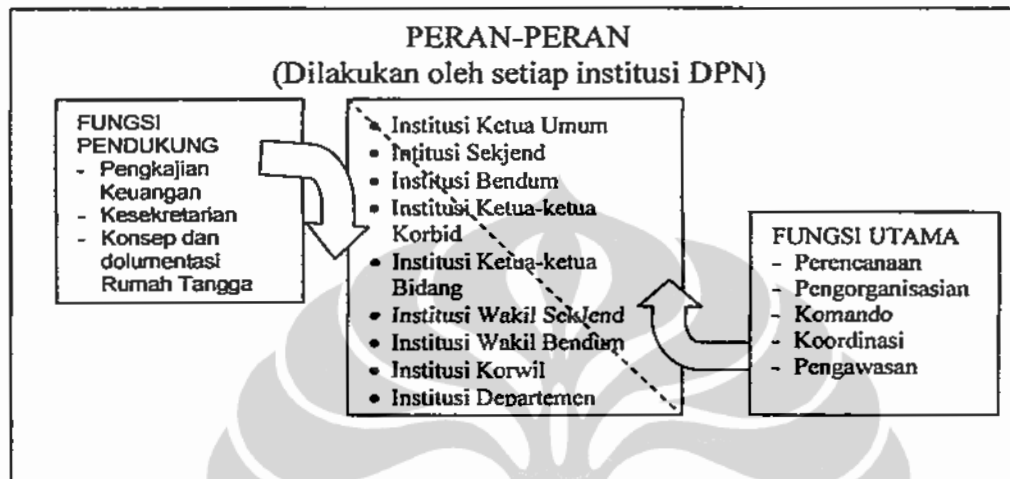 PERAN-PERAN
(Dilakukan oleh setiap institusi DPN)
FUNGSI
PENDUKUNG
- Pengkajian
Keuangan
- Kesekretarian
- Konsep dan
dolumentasi
Rumah Tangga
• Institusi Ketua Umum
• Intitusi Sekjend
• Institusi Bendum
• Institusi Ketua-ketua
Korbid
• Institusi Ketua-ketua
Bidang
• Institusi Wakil Sekjend
• Institusi Wakil Bendum
• Institusi Korwil
• Institusi Departemen
FUNGSI UTAMA
- Perencanaan
- Pengorganisasian
- Komando
- Koordinasi
- Pengawasan